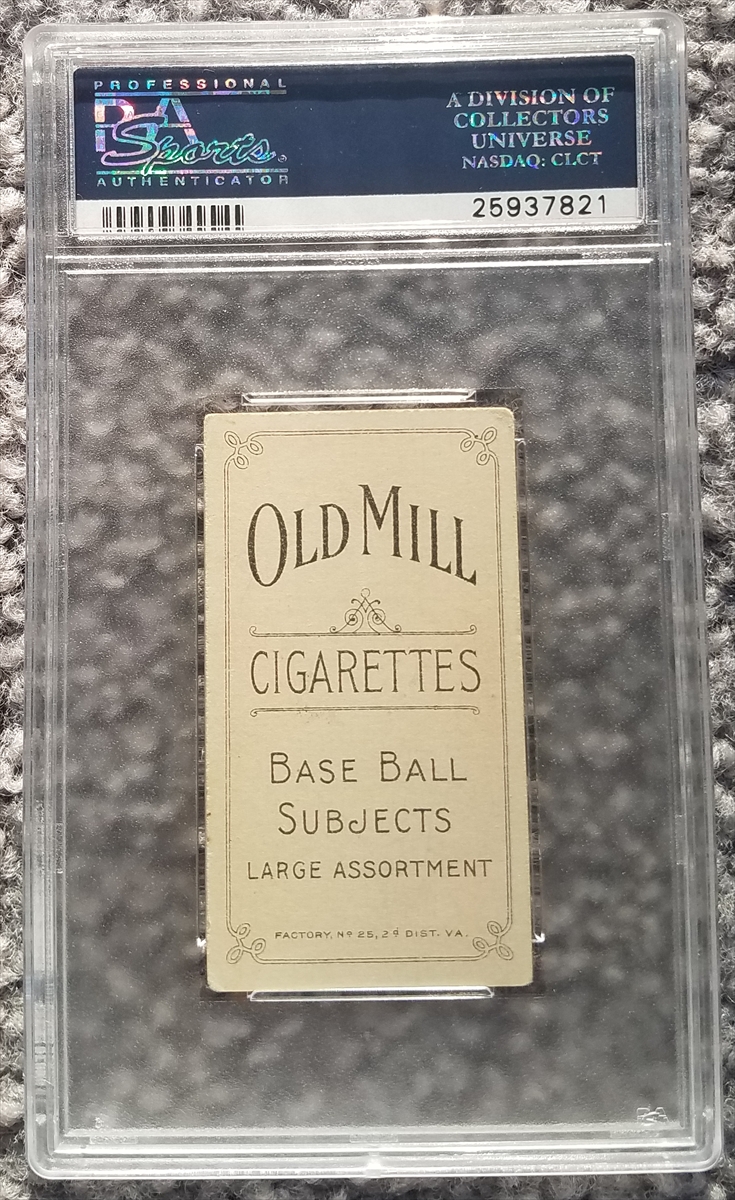 PROFESSIONAL
PSA
Sports.
AUTHENTICATOR
A DIVISION OF
COLLECTORS
UNIVERSE
NASDAQ: CLCT
25937821
OLD MILL
CIGARETTES
BASE BALL
SUBJECTS
LARGE ASSORTMENT
FACTORY, Nº 25, 2D DIST. VA.
PSA